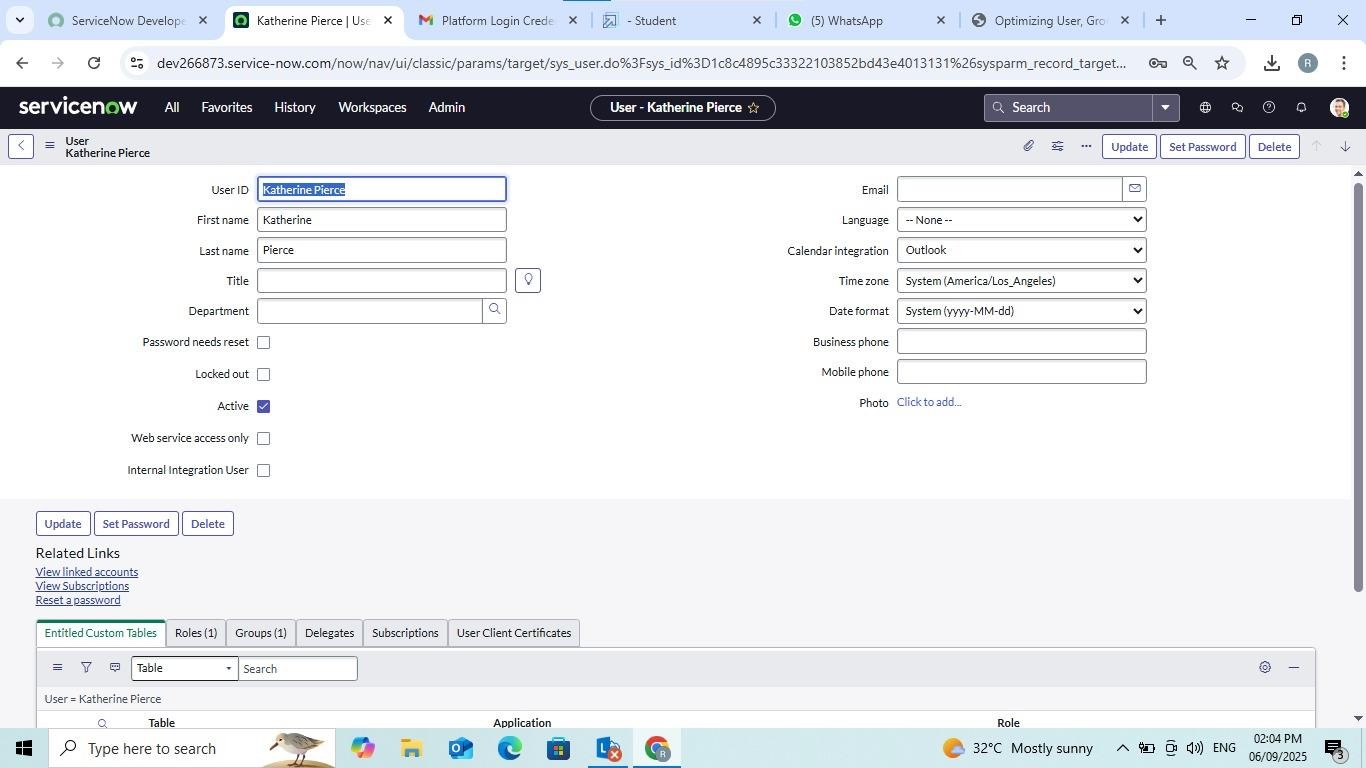 ServiceNow Develope
Katherine Pierce | Use
Platform Login Crede
- Student
(5) WhatsApp
Optimizing User, Gro
dev266873.service-now.com/now/nav/ui/classic/params/target/sys_user.do%3Fsys_id%3D1c8c4895c33322103852bd43e4013131%26sysparm_record_target...
R
servicenow
All
Favorites
History
Workspaces
Admin
User - Katherine Pierce
Search
User
Katherine Pierce
Update
Set Password
Delete
User ID
Katherine Pierce
First name
Katherine
Last name
Pierce
Title
Department
Password needs reset
Locked out
Active
Web service access only
Internal Integration User
Email
Language
-- None --
Calendar integration
Outlook
Time zone
System (America/Los_Angeles)
Date format
System (yyyy-MM-dd)
Business phone
Mobile phone
Photo
Click to add...
Update
Set Password
Delete
Related Links
View linked accounts
View Subscriptions
Reset a password
Entitled Custom Tables
Roles (1)
Groups (1)
Delegates
Subscriptions
User Client Certificates
Table
Search
User = Katherine Pierce
Table
Application
Role
Type here to search
32°C Mostly sunny
ENG
02:04 PM
06/09/2025
3